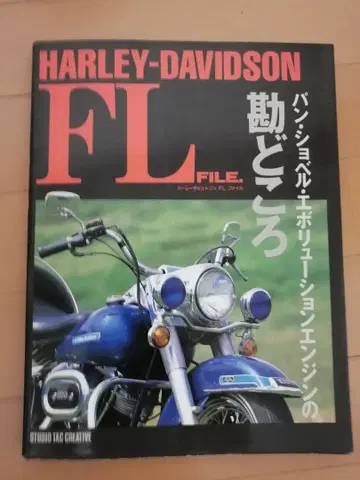 HARLEY-DAVIDSON
FL
FILE.
ハーレーダビッドソン FL ファイル
パン・ショベル・エボリューションエンジンの
勘どころ
STUDIO TAC CREATIVE